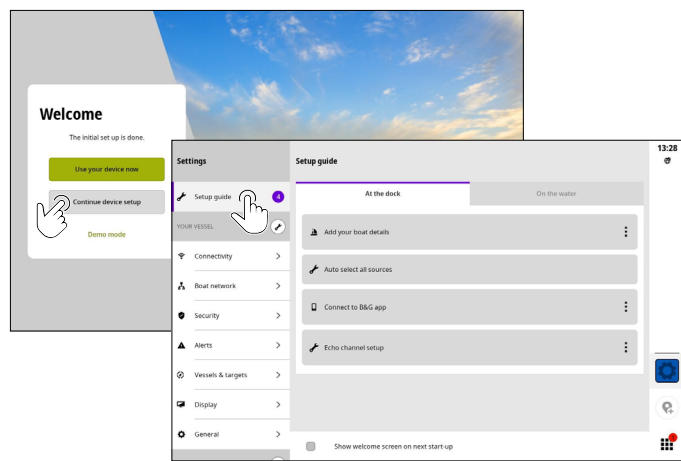 Welcome
The initial set up is done.
Use your device now
Continue device setup
Demo mode
Settings
Setup guide
4
YOUR VESSEL
Connectivity
Boat network
Security
Alerts
Vessels & targets
Display
General
Setup guide
At the dock
On the water
Add your boat details
Auto select all sources
Connect to B&G app
Echo channel setup
Show welcome screen on next start-up
13:28